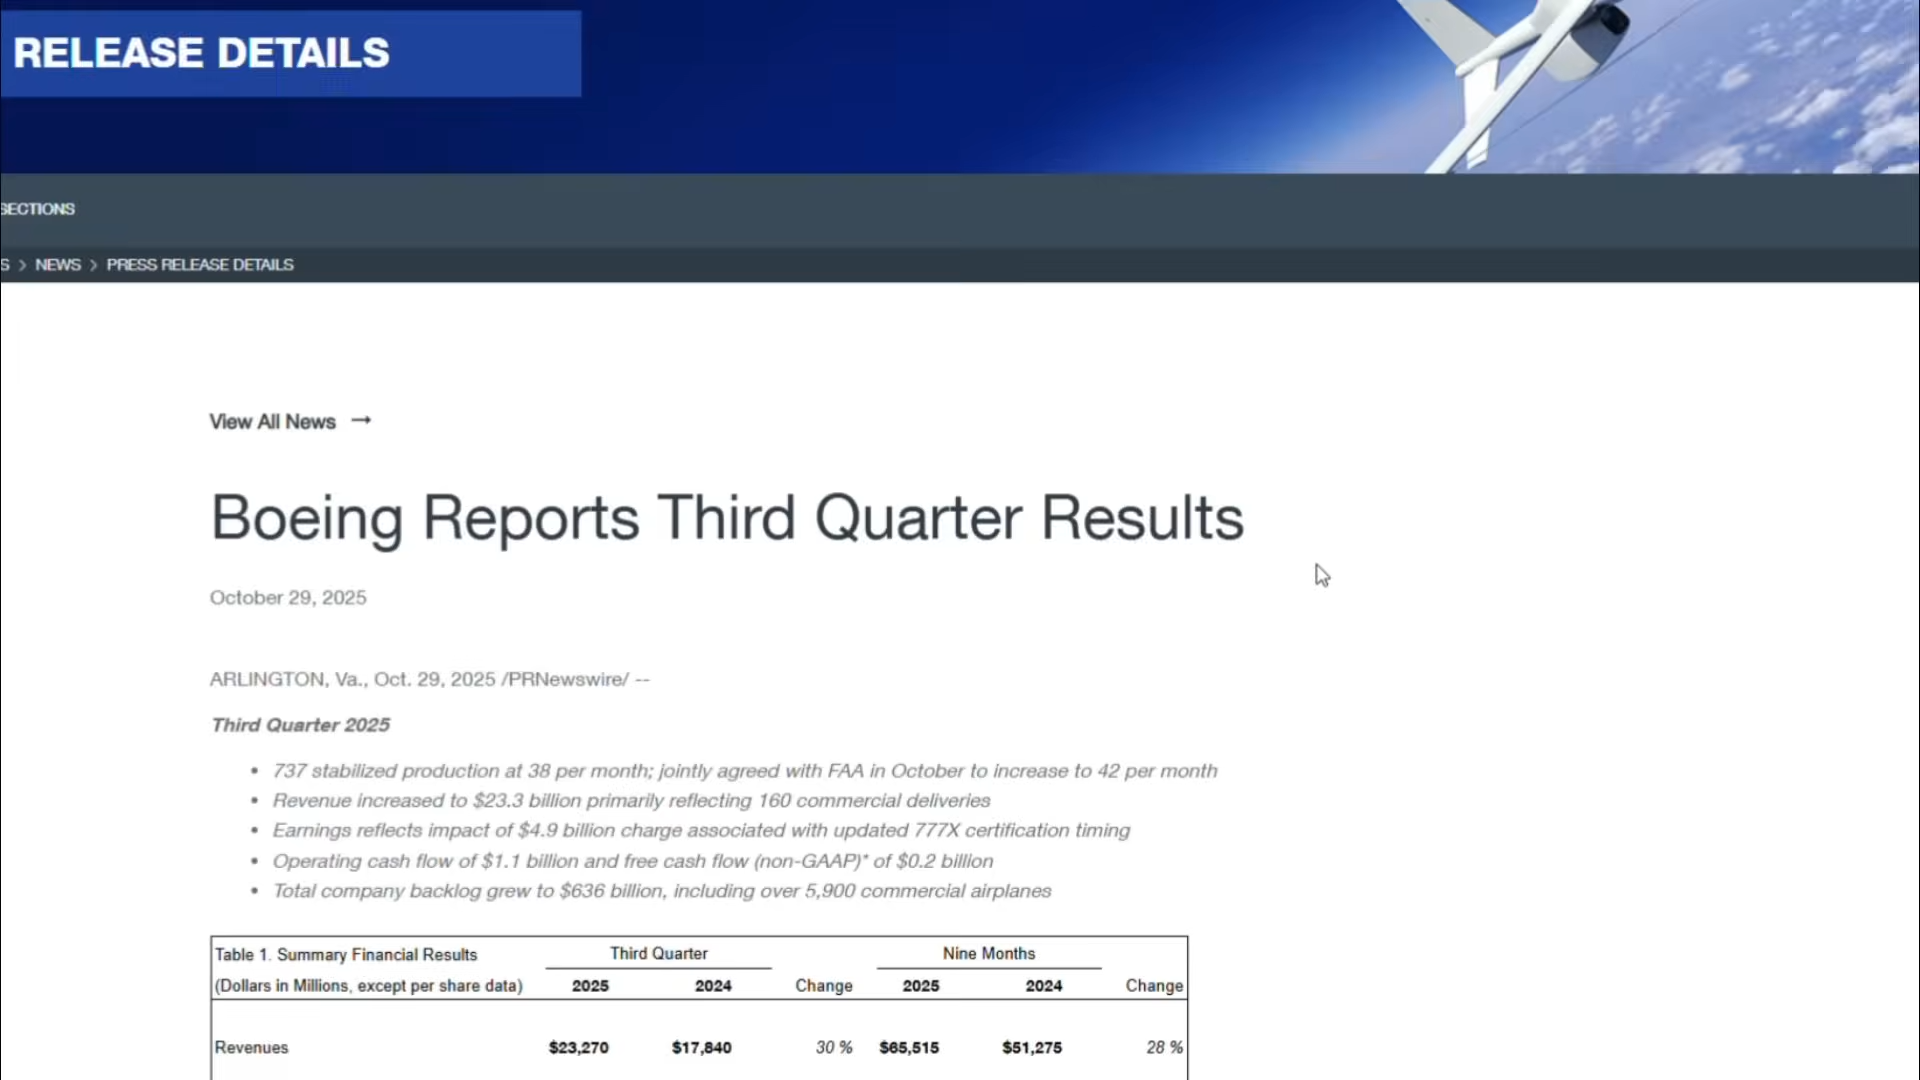 RELEASE DETAILS
SECTIONS
S > NEWS > PRESS RELEASE DETAILS
View All News →
Boeing Reports Third Quarter Results
October 29, 2025
ARLINGTON, Va., Oct. 29, 2025 /PRNewswire/ --
Third Quarter 2025
• 737 stabilized production at 38 per month; jointly agreed with FAA in October to increase to 42 per month
• Revenue increased to $23.3 billion primarily reflecting 160 commercial deliveries
• Earnings reflects impact of $4.9 billion charge associated with updated 777X certification timing
• Operating cash flow of $1.1 billion and free cash flow (non-GAAP)* of $0.2 billion
• Total company backlog grew to $636 billion, including over 5,900 commercial airplanes
Table 1. Summary Financial Results Third Quarter Nine Months
(Dollars in Millions, except per share data) 2025 2024 Change 2025 2024 Change
Revenues $23,270 $17,840 30 % $65,515 $51,275 28 %